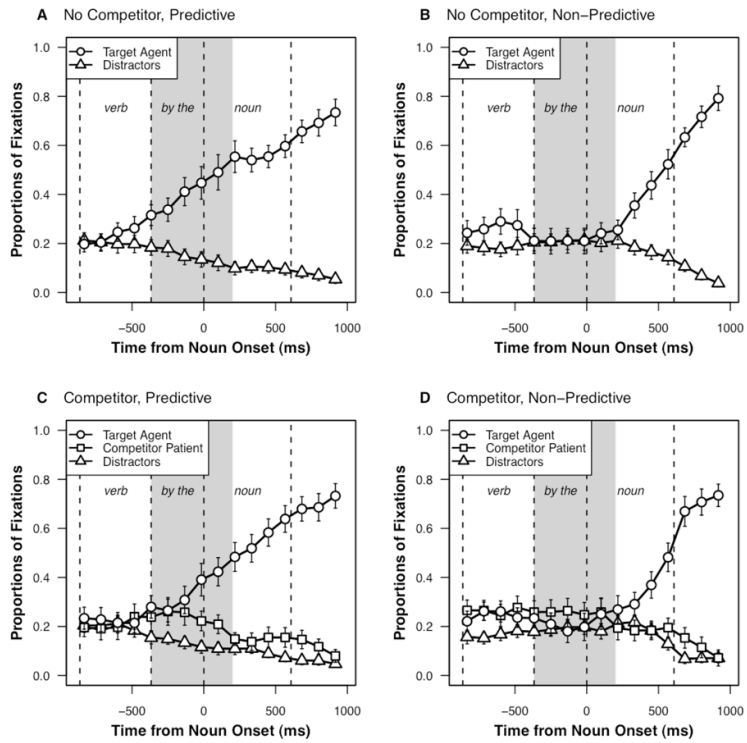 A No Competitor, Predictive
Proportions of Fixations
1.0
0.8
0.6
0.4
0.2
0.0
Target Agent
Distractors
verb by the noun
−500 0 500 1000
Time from Noun Onset (ms)
B No Competitor, Non−Predictive
Proportions of Fixations
1.0
0.8
0.6
0.4
0.2
0.0
Target Agent
Distractors
verb by the noun
−500 0 500 1000
Time from Noun Onset (ms)
C Competitor, Predictive
Proportions of Fixations
1.0
0.8
0.6
0.4
0.2
0.0
Target Agent
Competitor Patient
Distractors
verb by the noun
−500 0 500 1000
Time from Noun Onset (ms)
D Competitor, Non−Predictive
Proportions of Fixations
1.0
0.8
0.6
0.4
0.2
0.0
Target Agent
Competitor Patient
Distractors
verb by the noun
−500 0 500 1000
Time from Noun Onset (ms)